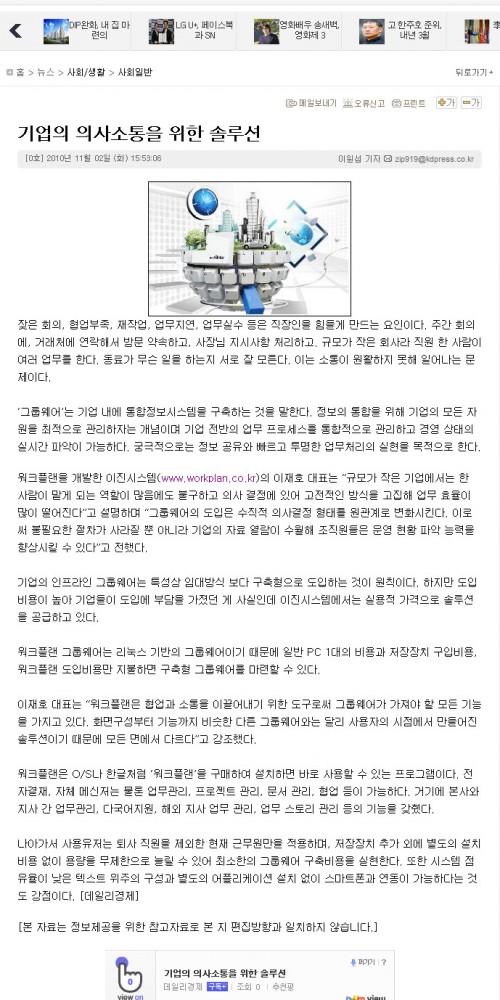 DIP완화, 내 집 마련의
LG U+, 페이스북과 SN
영화배우 송새벽, 영화제 3
고 한주호 준위, 내년 3월
홈 > 뉴스 > 사회/생활 > 사회일반
뒤로가기
메일보내기 오류신고 프린트 가 가
기업의 의사소통을 위한 솔루션
[0호] 2010년 11월 02일 (화) 15:53:06
이일섭 기자 zip919@kdpress.co.kr
잦은 회의, 협업부족, 재작업, 업무지연, 업무실수 등은 직장인을 힘들게 만드는 요인이다. 주간 회의
에, 거래처에 연락해서 방문 약속하고, 사장님 지시사항 처리하고, 규모가 작은 회사라 직원 한 사람이
여러 업무를 한다. 동료가 무슨 일을 하는지 서로 잘 모른다. 이는 소통이 원활하지 못해 일어나는 문
제이다.
‘그룹웨어’는 기업 내에 통합정보시스템을 구축하는 것을 말한다. 정보의 통합을 위해 기업의 모든 자
원을 최적으로 관리하자는 개념이며 기업 전반의 업무 프로세스를 통합적으로 관리하고 경영 상태의
실시간 파악이 가능하다. 궁극적으로는 정보 공유와 빠르고 투명한 업무처리의 실현을 목적으로 한다.
워크플랜을 개발한 이진시스템(www.workplan.co.kr)의 이재호 대표는 “규모가 작은 기업에서는 한
사람이 맡게 되는 역할이 많음에도 불구하고 의사 결정에 있어 고전적인 방식을 고집해 업무 효율이
많이 떨어진다”고 설명하며 “그룹웨어의 도입은 수직적 의사결정 형태를 원관계로 변화시킨다. 이로
써 불필요한 절차가 사라질 뿐 아니라 기업의 자료 열람이 수월해 조직원들은 운영 현황 파악 능력을
향상시킬 수 있다”고 전했다.
기업의 인프라인 그룹웨어는 특성상 임대방식 보다 구축형으로 도입하는 것이 원칙이다. 하지만 도입
비용이 높아 기업들이 도입에 부담을 가졌던 게 사실인데 이진시스템에서는 실용적 가격으로 솔루션
을 공급하고 있다.
워크플랜 그룹웨어는 리눅스 기반의 그룹웨어이기 때문에 일반 PC 1대의 비용과 저장장치 구입비용,
워크플랜 도입비용만 지불하면 구축형 그룹웨어를 마련할 수 있다.
이재호 대표는 “워크플랜은 협업과 소통을 이끌어내기 위한 도구로써 그룹웨어가 가져야 할 모든 기능
을 가지고 있다. 화면구성부터 기능까지 비슷한 다른 그룹웨어와는 달리 사용자의 시점에서 만들어진
솔루션이기 때문에 모든 면에서 다르다”고 강조했다.
워크플랜은 O/S나 한글처럼 ‘워크플랜’을 구매하여 설치하면 바로 사용할 수 있는 프로그램이다. 전
자결재, 자체 메신저는 물론 업무관리, 프로젝트 관리, 문서 관리, 협업 등이 가능하다. 거기에 본사와
지사 간 업무관리, 다국어지원, 해외 지사 업무 관리, 업무 스토리 관리 등의 기능을 갖췄다.
나아가서 사용유저는 퇴사 직원을 제외한 현재 근무원만을 적용하며, 저장장치 추가 외에 별도의 설치
비용 없이 용량을 무제한으로 늘릴 수 있어 최소한의 그룹웨어 구축비용을 실현한다. 또한 시스템 점
유율이 낮은 텍스트 위주의 구성과 별도의 어플리케이션 설치 없이 스마트폰과 연동이 가능하다는 것
도 강점이다. [데일리경제]
[본 자료는 정보제공을 위한 참고자료로 본 지 편집방향과 일치하지 않습니다.]
0
view on
기업의 의사소통을 위한 솔루션
퍼가기 ?
데일리경제 구독+ 조회 0 추천평